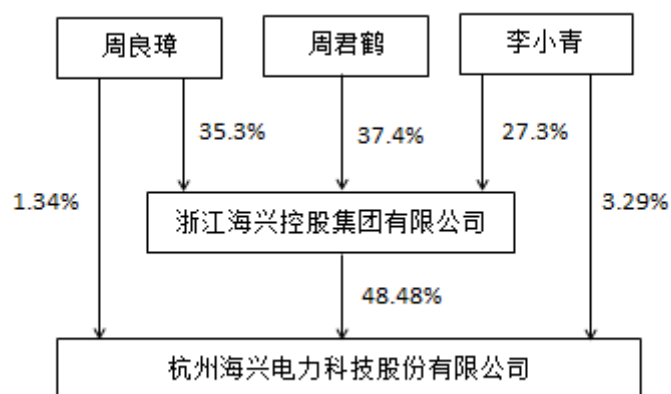 周良璋
周君鹤
李小青
35.3%
37.4%
27.3%
1.34%
3.29%
浙江海兴控股集团有限公司
48.48%
杭州海兴电力科技股份有限公司